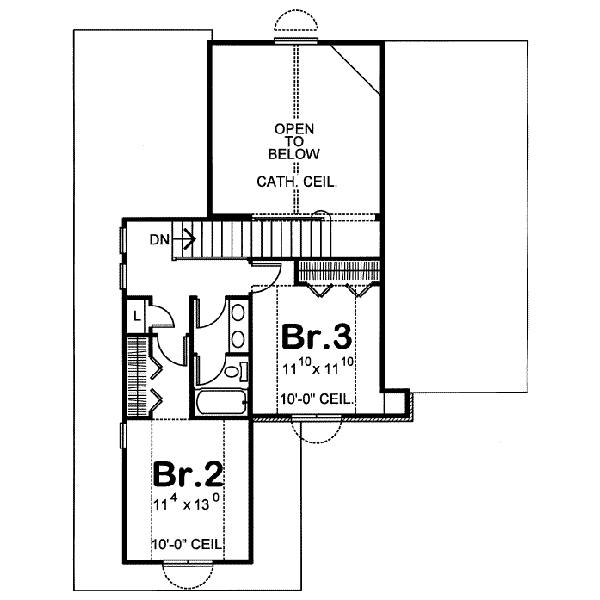 OPEN
TO
BELOW
CATH. CEIL.
DN
L
Br.3
11¹⁰ x 11¹⁰
10'-0" CEIL.
Br.2
11⁴ x 13⁰
10'-0" CEIL